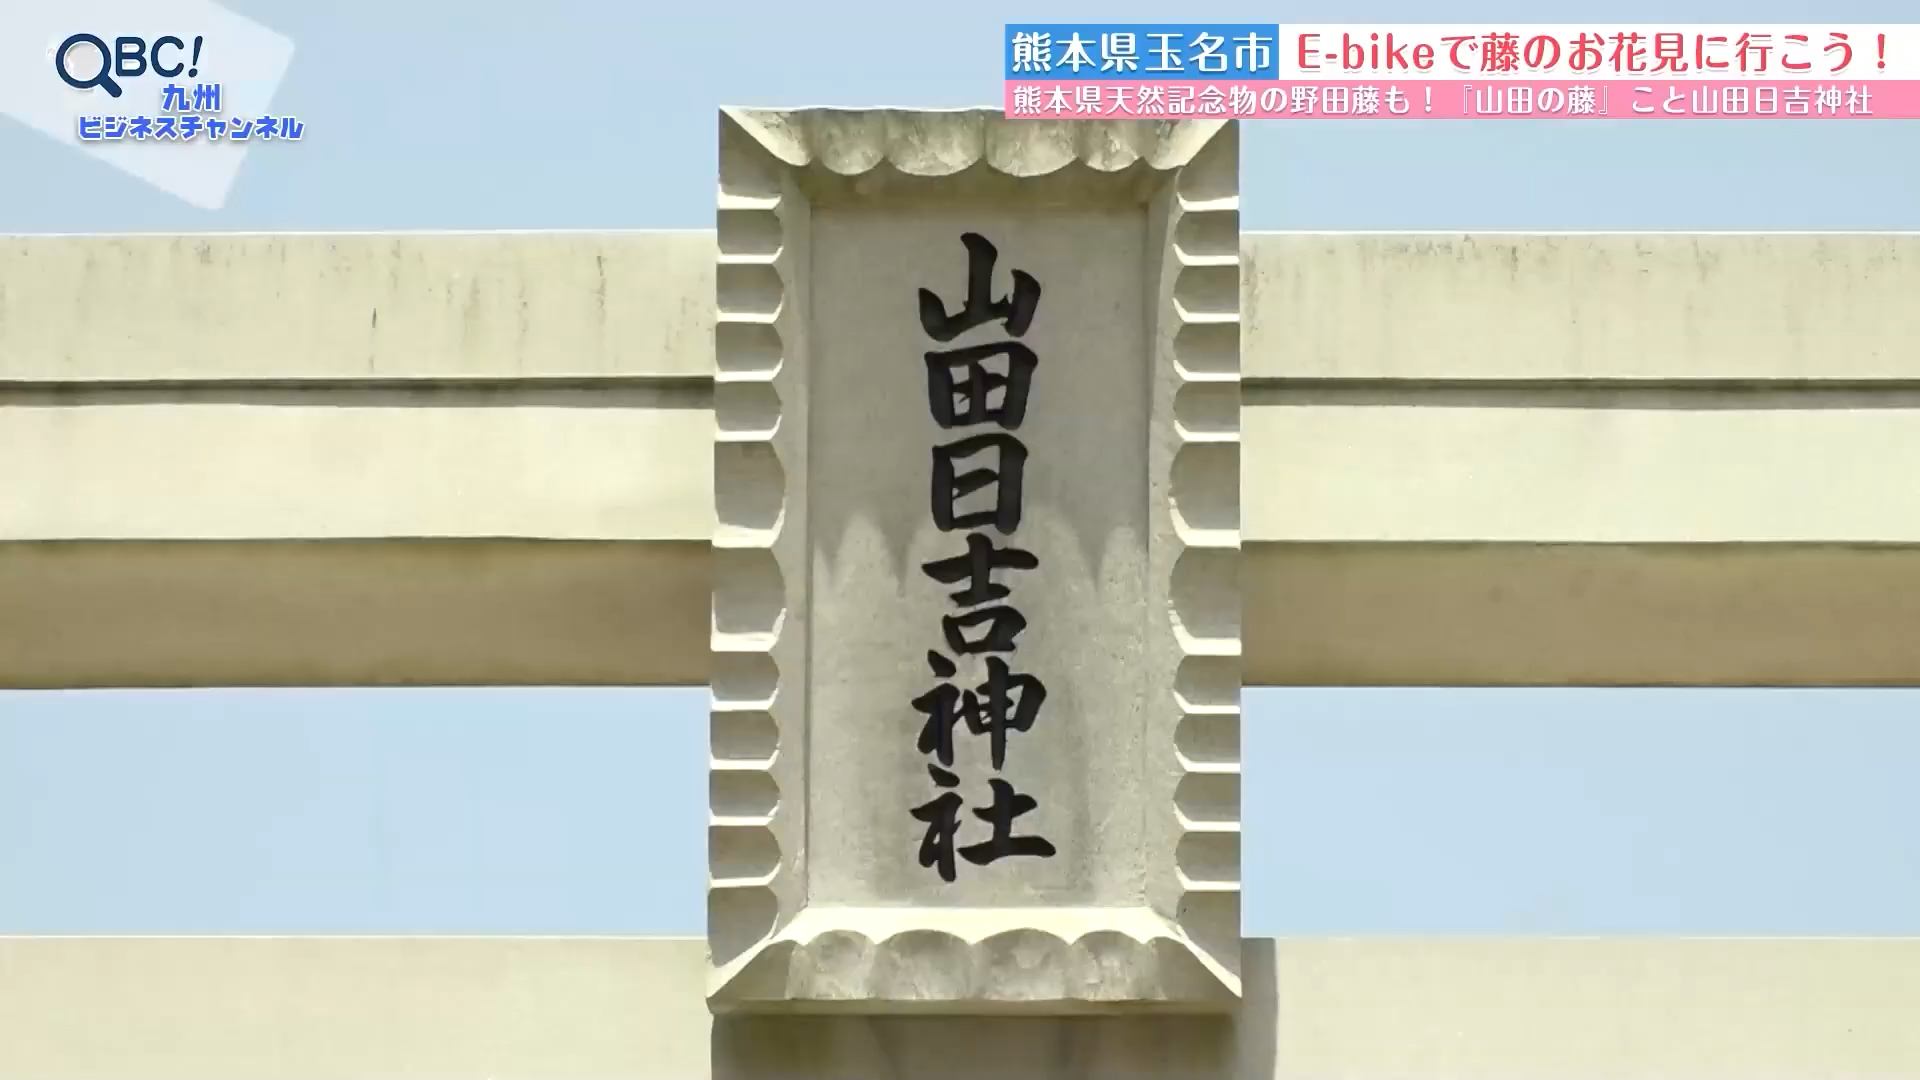 QBC!
九州
ビジネスチャンネル
熊本県玉名市 E-bikeで藤のお花見に行こう！
熊本県天然記念物の野田藤も！『山田の藤』こと山田日吉神社
山田日吉神社